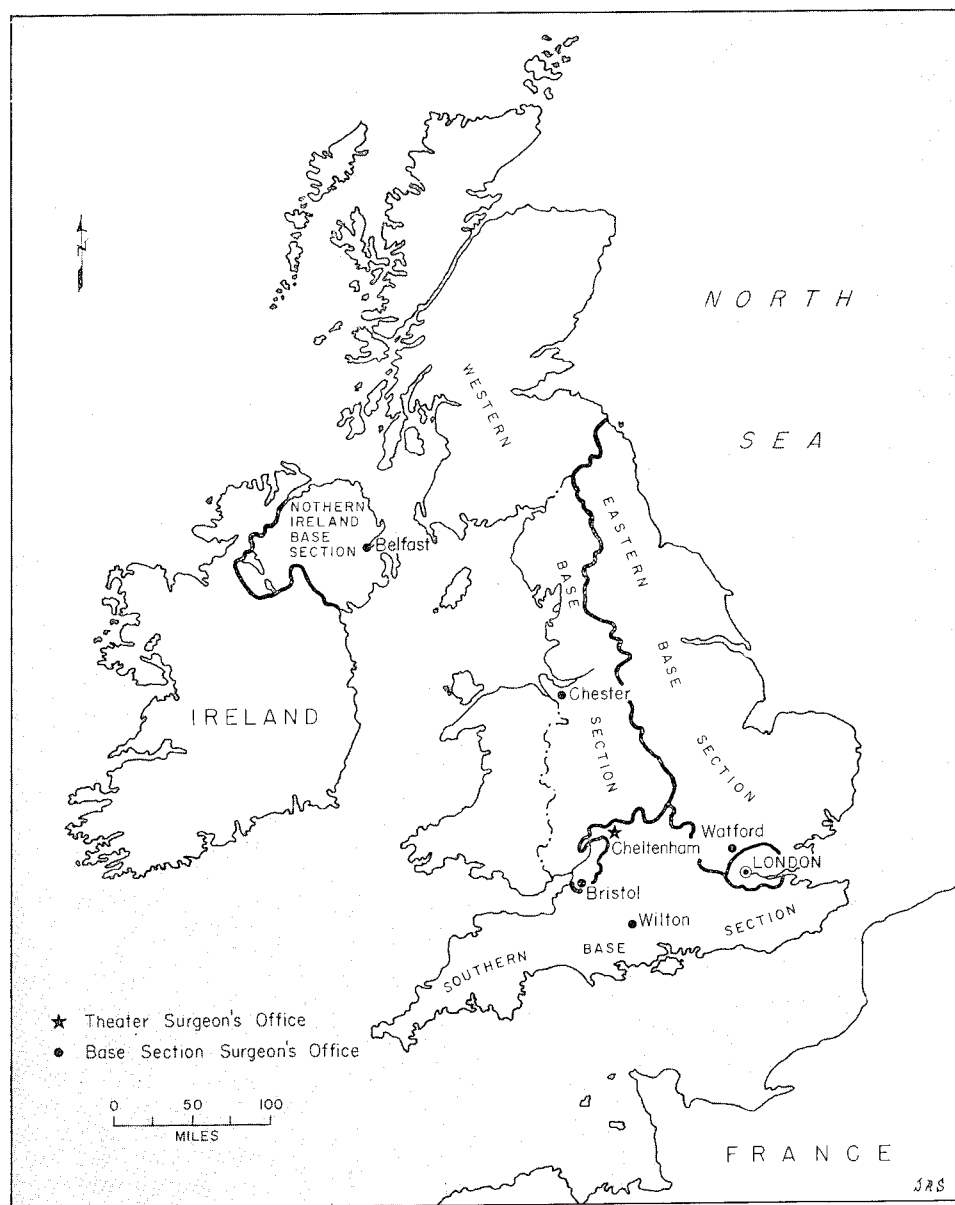 N
NORTH
SEA
WESTERN
BASE
SECTION
EASTERN
BASE
SECTION
NOTHERN
IRELAND
BASE
SECTION
Belfast
IRELAND
Chester
Cheltenham
Watford
LONDON
Bristol
Wilton
SOUTHERN BASE SECTION
Theater Surgeon's Office
Base Section Surgeon's Office
0 50 100
MILES
FRANCE